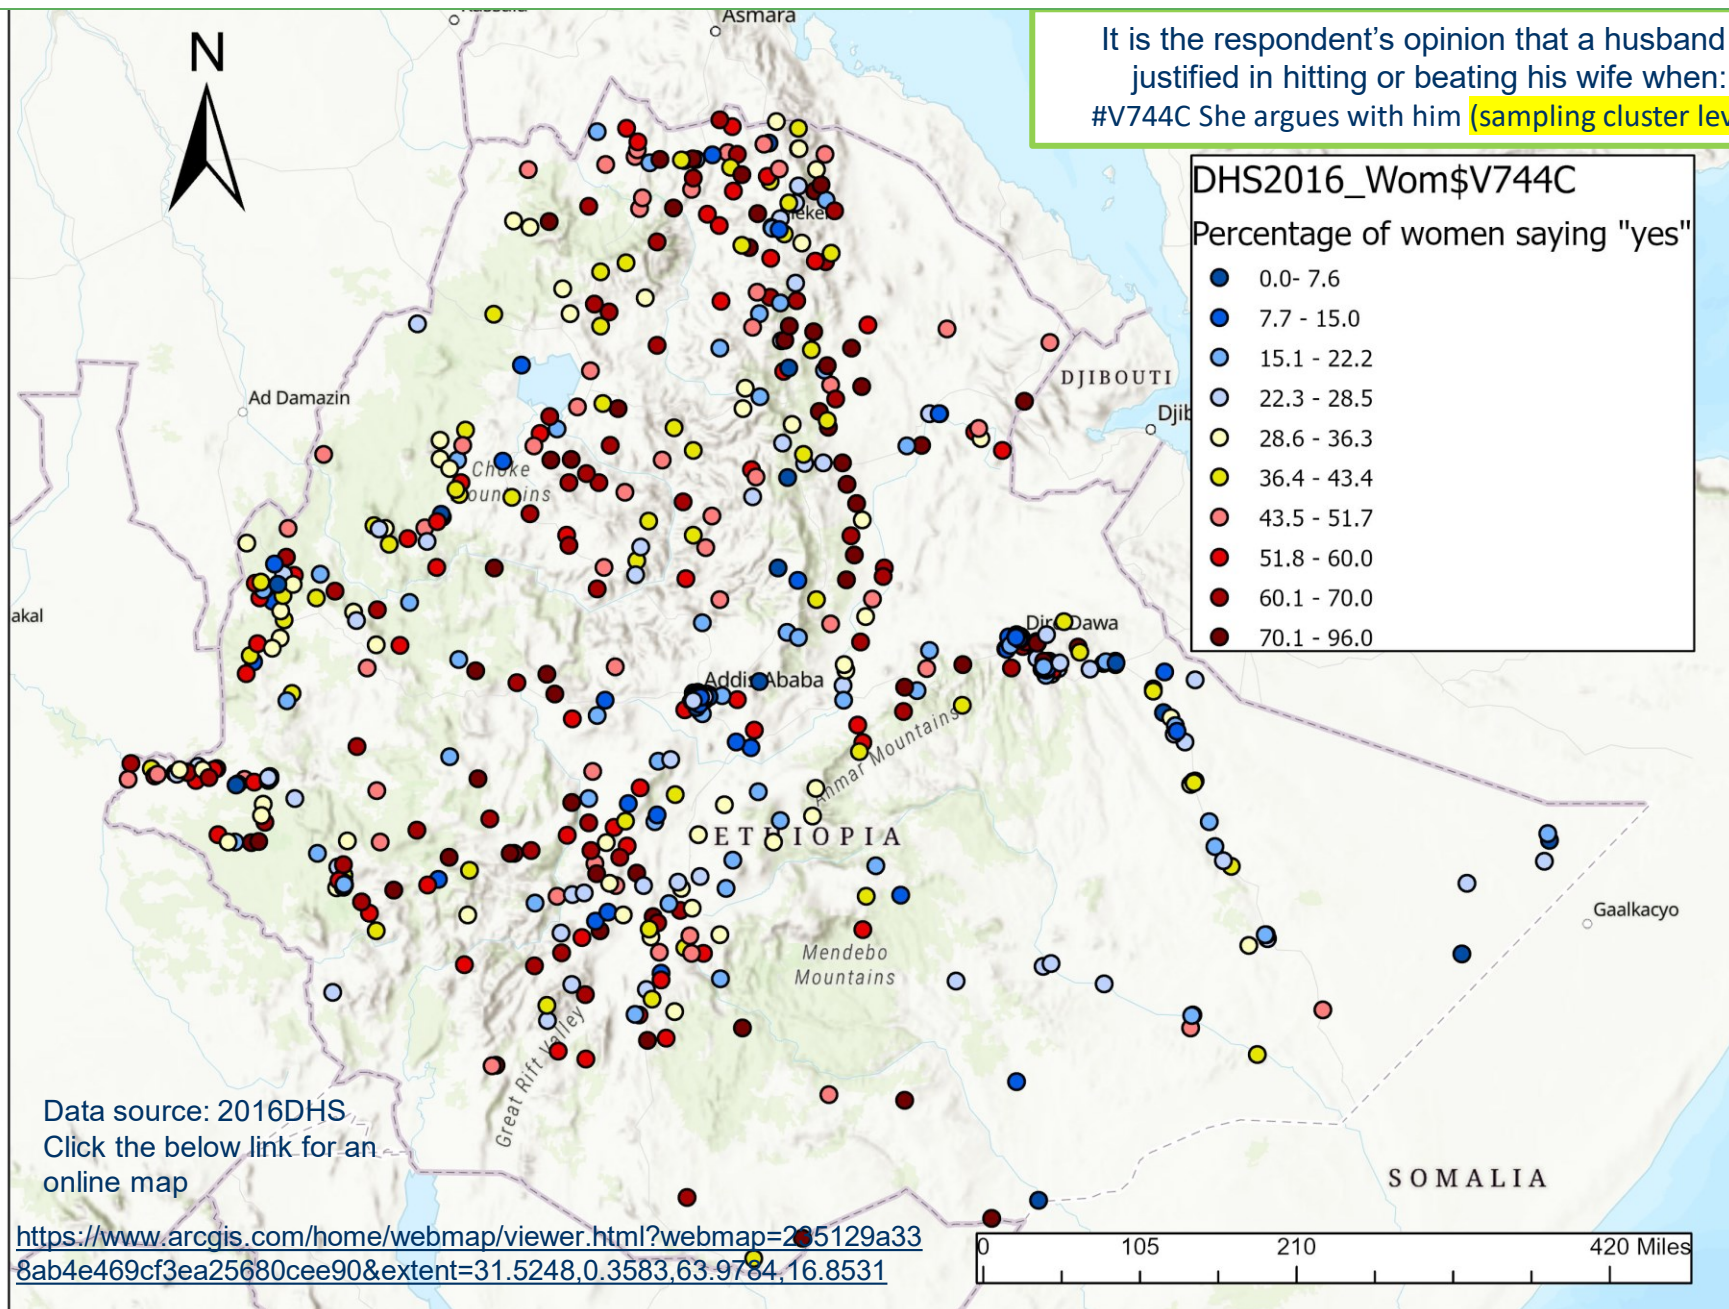 Asmara
N
It is the respondent’s opinion that a husband
justified in hitting or beating his wife when:
#V744C She argues with him (sampling cluster lev
DHS2016_Wom$V744C
Percentage of women saying "yes"
0.0- 7.6
7.7 - 15.0
15.1 - 22.2
22.3 - 28.5
28.6 - 36.3
36.4 - 43.4
43.5 - 51.7
51.8 - 60.0
60.1 - 70.0
70.1 - 96.0
DJIBOUTI
Djib
Ad Damazin
Choke
Mountains
akal
Dire Dawa
Addis Ababa
Ahmar Mountains
ETHIOPIA
Gaalkacyo
Mendebo
Mountains
Great Rift Valley
SOMALIA
Data source: 2016DHS
Click the below link for an
online map
https://www.arcgis.com/home/webmap/viewer.html?webmap=295129a33
8ab4e469cf3ea25680cee90&extent=31.5248,0.3583,63.9784,16.8531
0 105 210 420 Miles